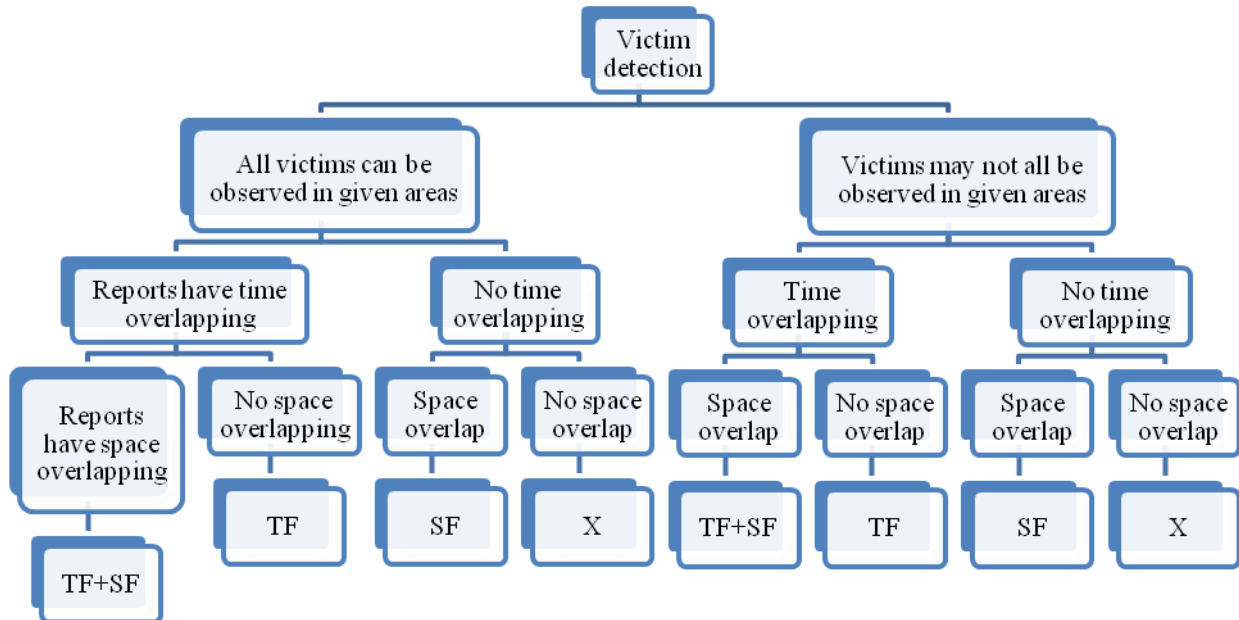 Victim
detection
All victims can be
observed in given areas
Victims may not all be
observed in given areas
Reports have time
overlapping
No time
overlapping
Time
overlapping
No time
overlapping
Reports
have space
overlapping
No space
overlapping
Space
overlap
No space
overlap
Space
overlap
No space
overlap
Space
overlap
No space
overlap
TF+SF
TF
SF
X
TF+SF
TF
SF
X